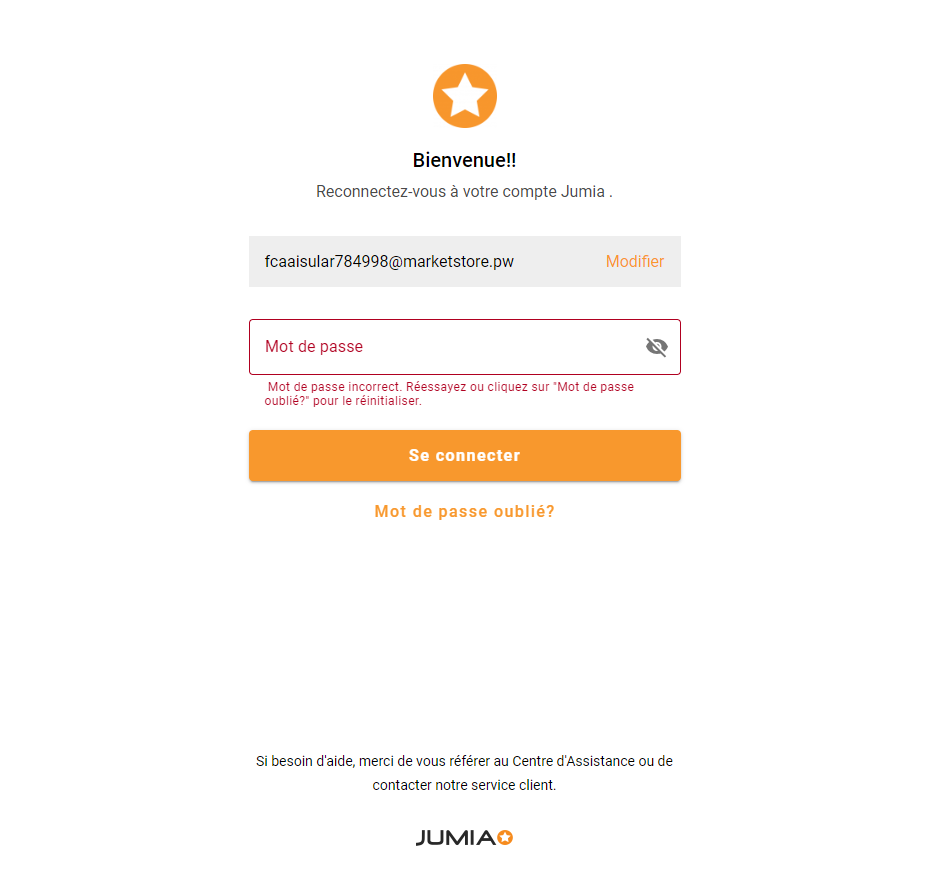 Bienvenue!!
Reconnectez-vous à votre compte Jumia .
fcaaisular784998@marketstore.pw Modifier
Mot de passe
Mot de passe incorrect. Réessayez ou cliquez sur "Mot de passe
oublié?" pour le réinitialiser.
Se connecter
Mot de passe oublié?
Si besoin d'aide, merci de vous référer au Centre d'Assistance ou de
contacter notre service client.
JUMIA